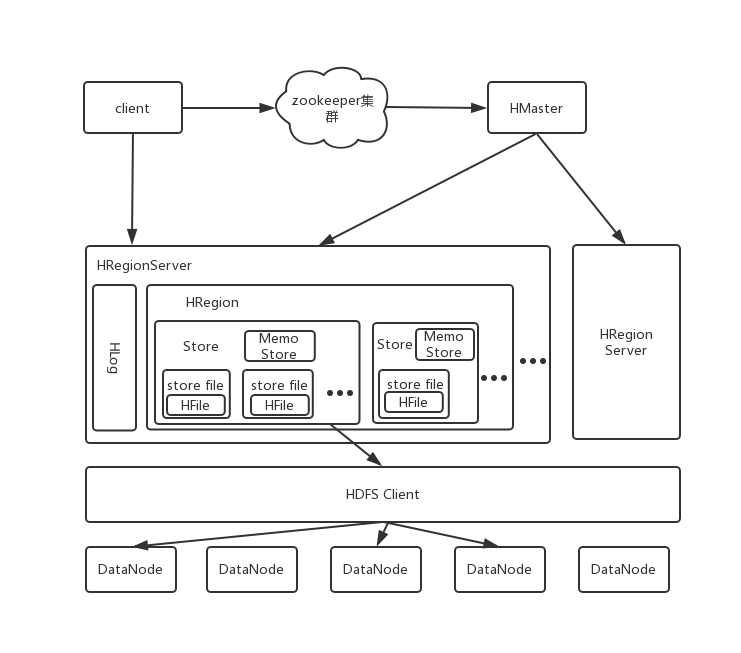 client
zookeeper集
群
HMaster
HRegionServer
HLog
HRegion
Store
Memo
Store
store file
HFile
store file
HFile
Store
Memo
Store
store file
HFile
HRegion
Server
HDFS Client
DataNode
DataNode
DataNode
DataNode
DataNode